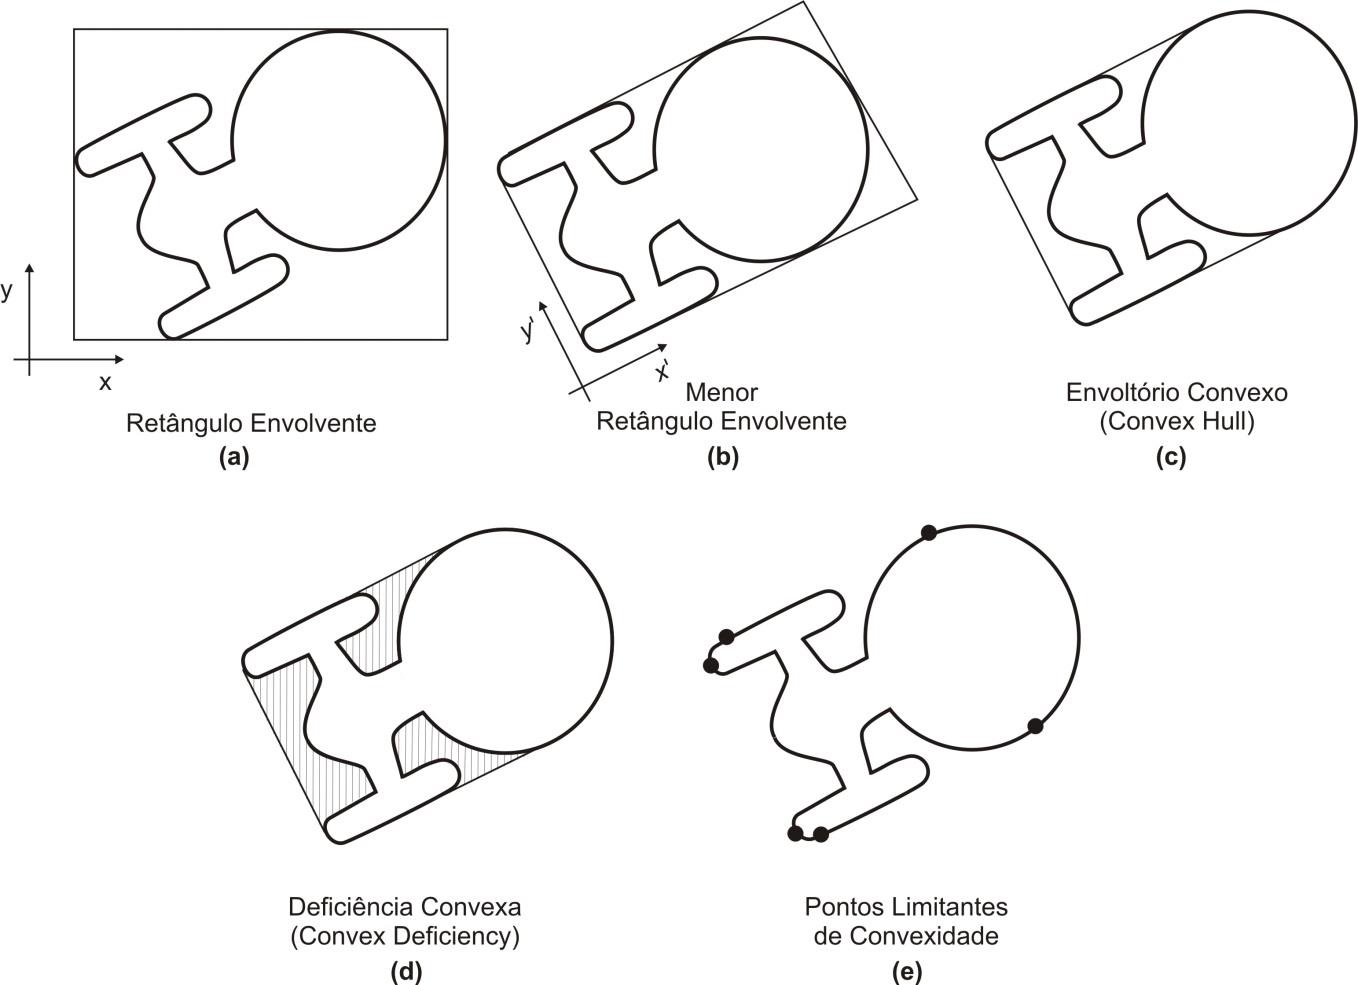 y
x
Retângulo Envolvente
(a)
y'
x'
Menor
Retângulo Envolvente
(b)
Envoltório Convexo
(Convex Hull)
(c)
Deficiência Convexa
(Convex Deficiency)
(d)
Pontos Limitantes
de Convexidade
(e)